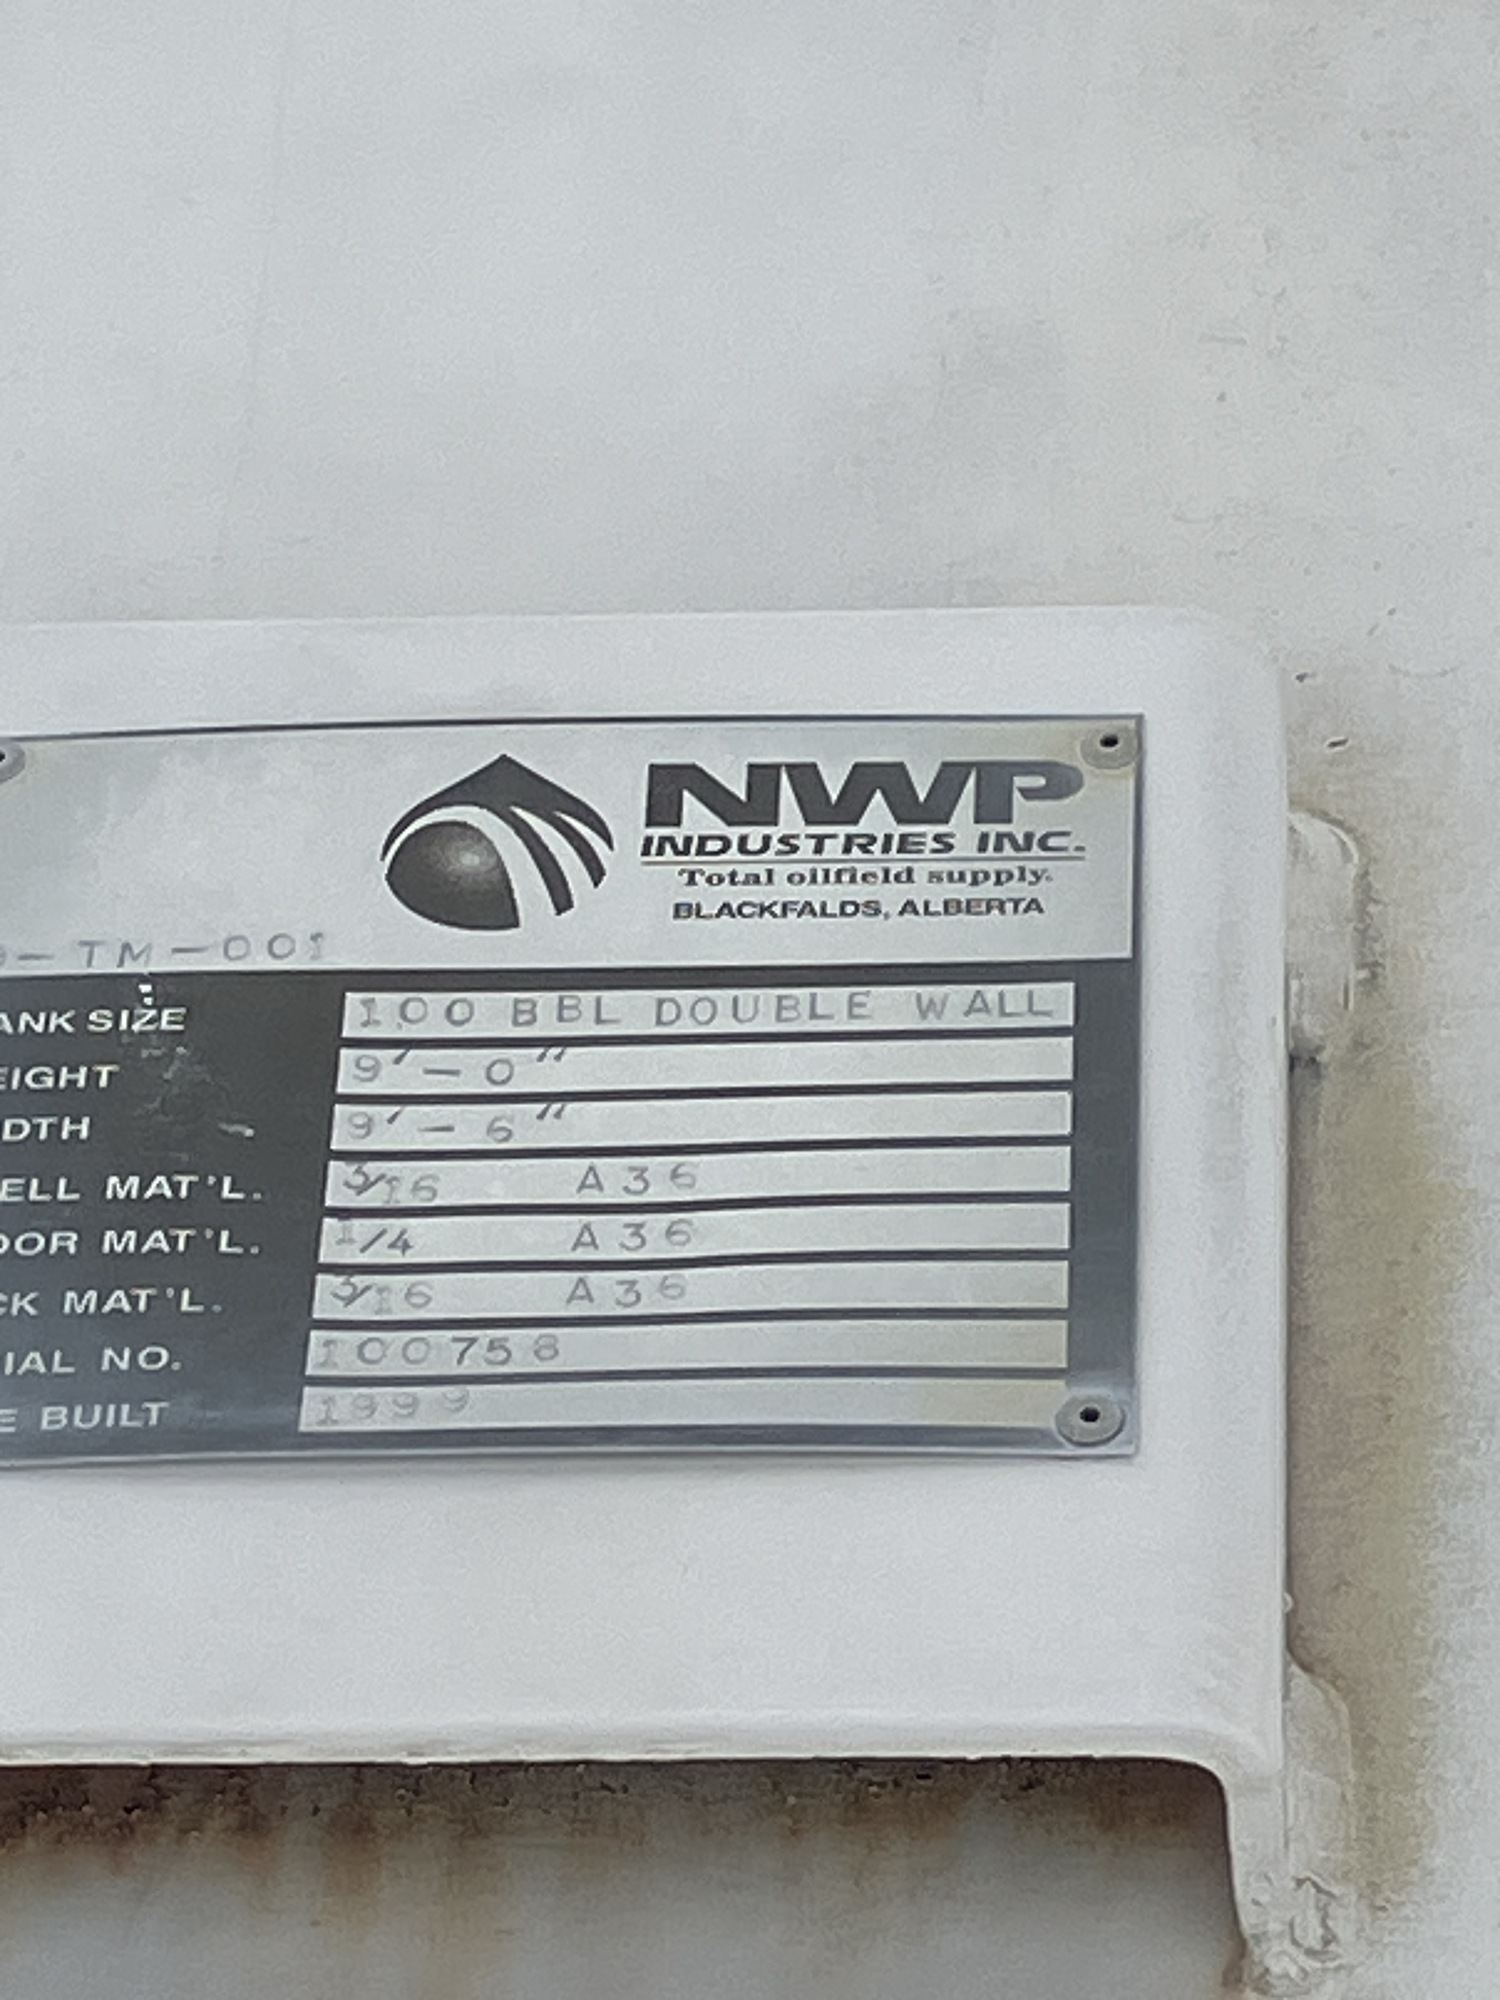 NWP
INDUSTRIES INC.
Total oilfield supply.
BLACKFALDS, ALBERTA
9-TM-001
ANK SIZE 100 BBL DOUBLE WALL
EIGHT 9'-0"
DTH 9'-6"
ELL MAT'L. 3/16 A36
OOR MAT'L. 1/4 A36
CK MAT'L. 3/16 A36
IAL NO. 100758
E BUILT 1999